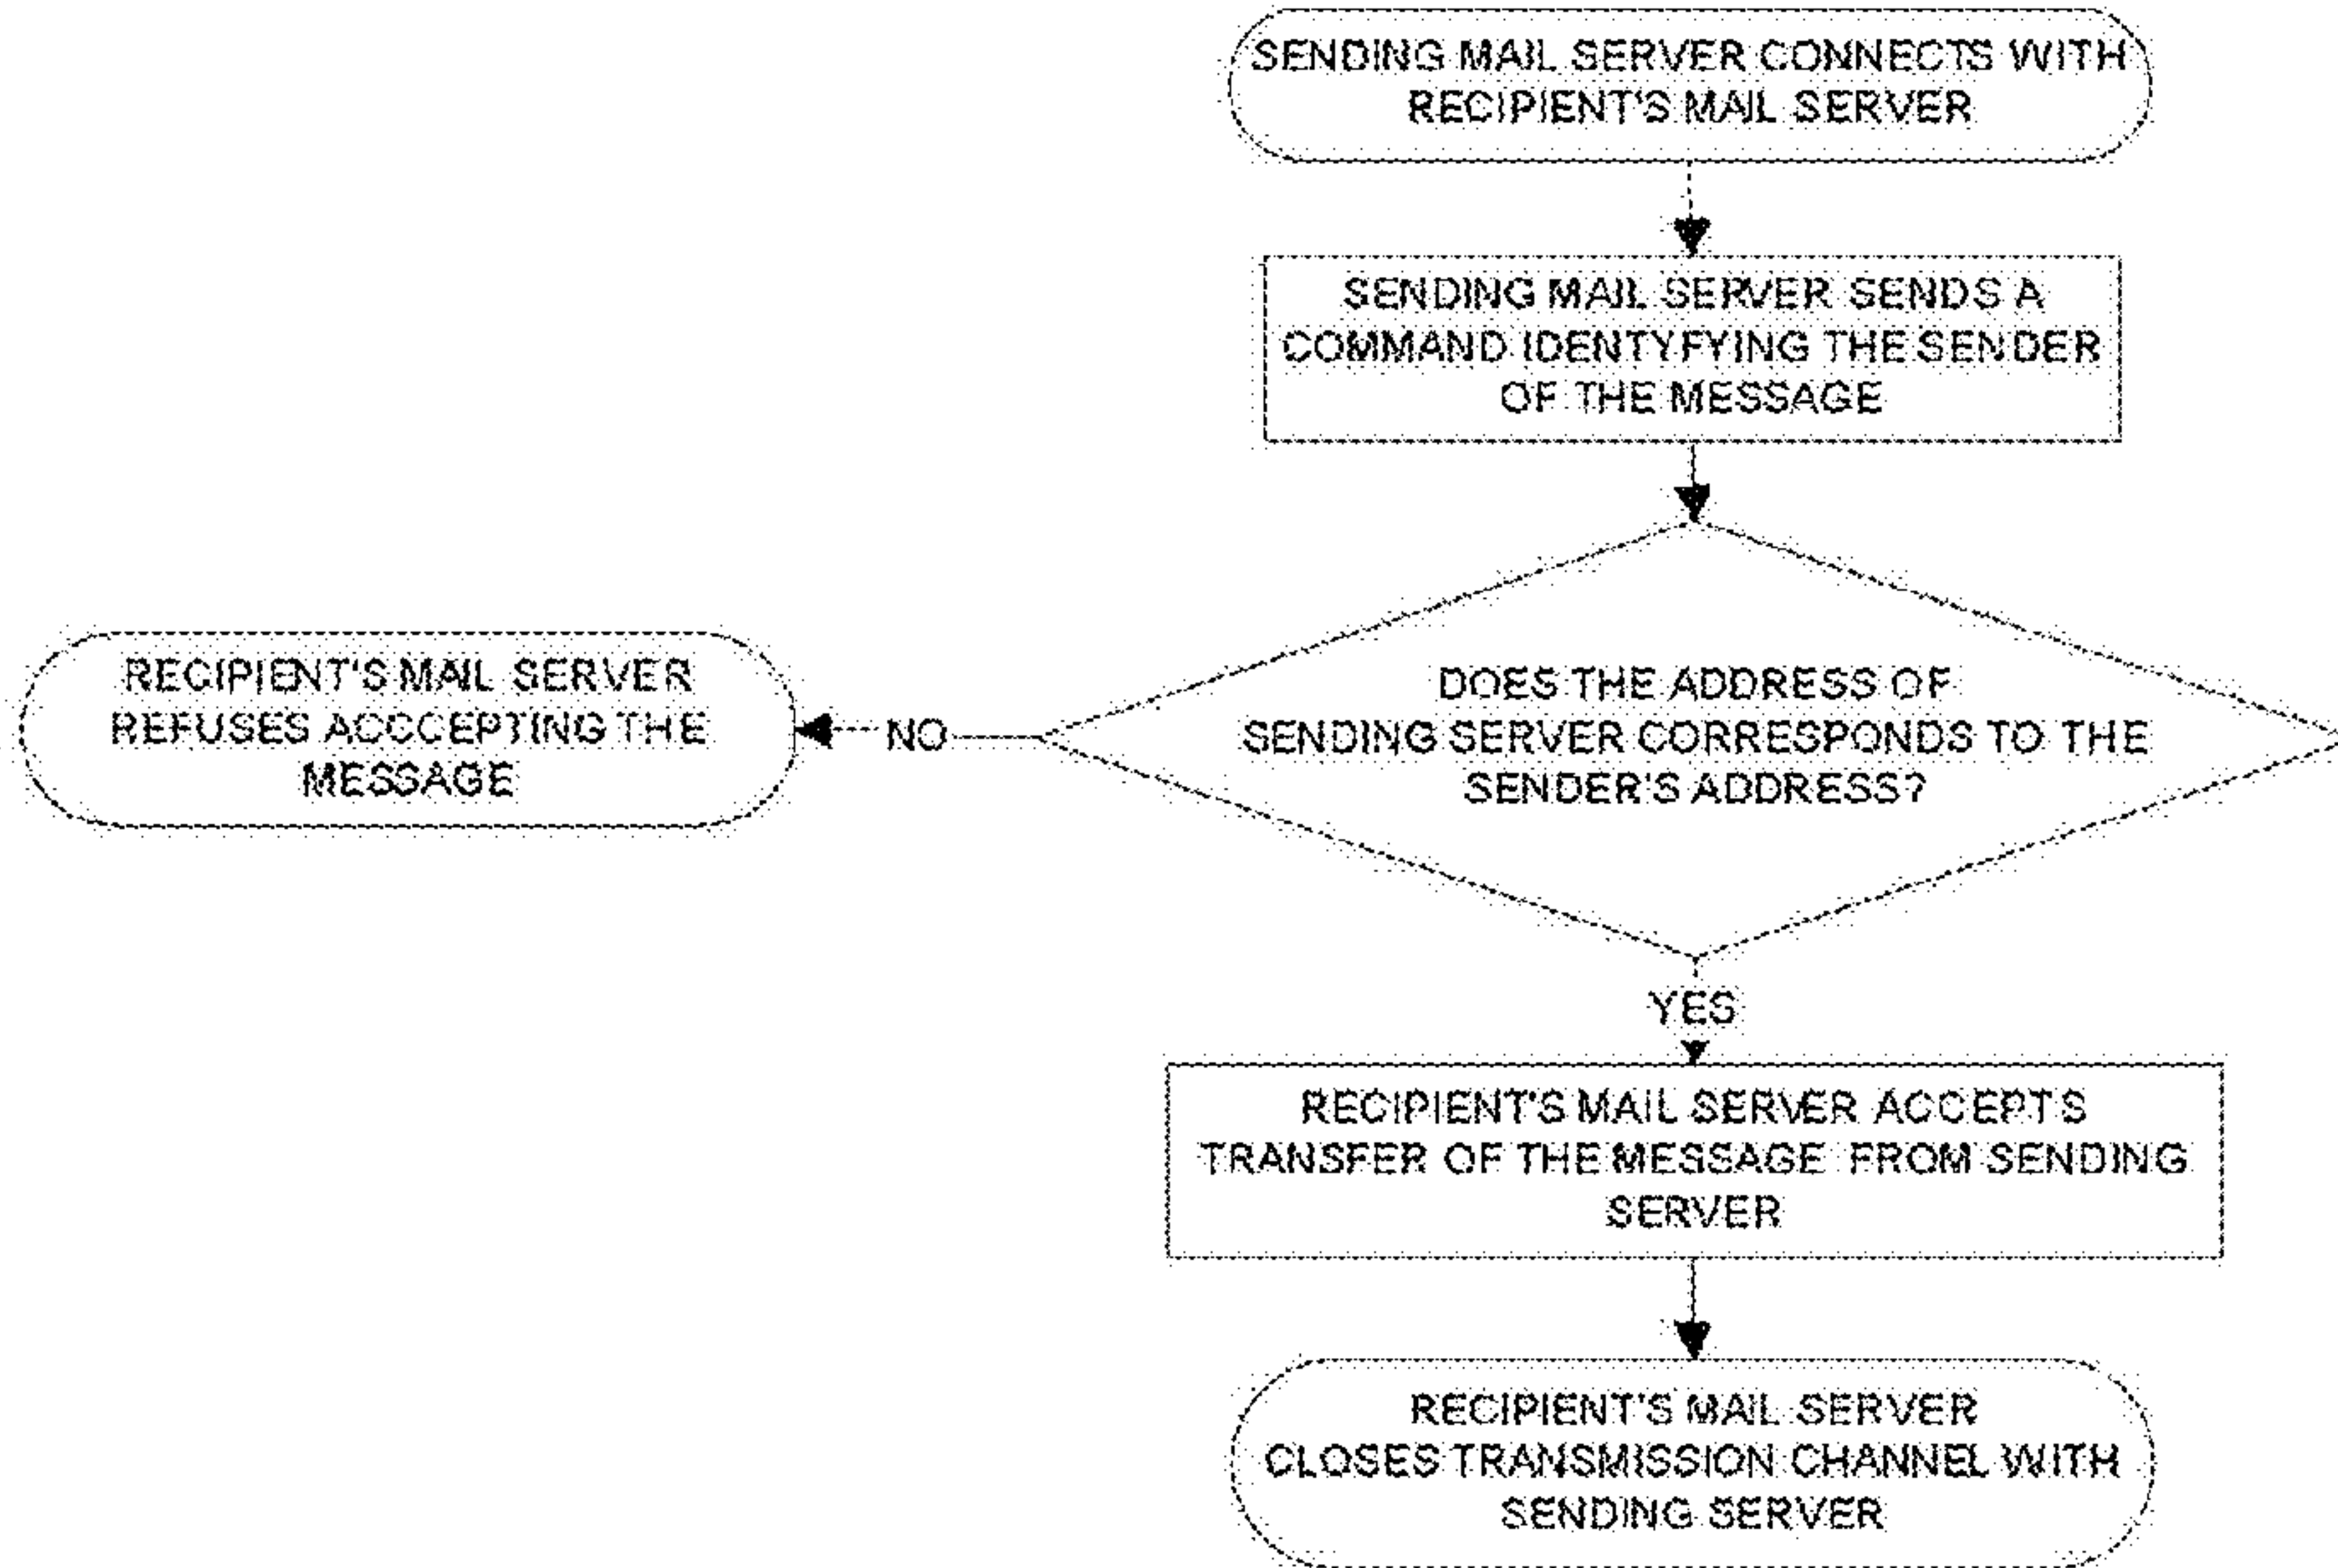 SENDING MAIL SERVER CONNECTS WITH
RECIPIENT'S MAIL SERVER
SENDING MAIL SERVER SENDS A
COMMAND IDENTYFYING THE SENDER
OF THE MESSAGE
DOES THE ADDRESS OF
SENDING SERVER CORRESPONDS TO THE
SENDER'S ADDRESS?
NO
RECIPIENT'S MAIL SERVER
REFUSES ACCCEPTING THE
MESSAGE
YES
RECIPIENT'S MAIL SERVER ACCEPTS
TRANSFER OF THE MESSAGE FROM SENDING
SERVER
RECIPIENT'S MAIL SERVER
CLOSES TRANSMISSION CHANNEL WITH
SENDING SERVER